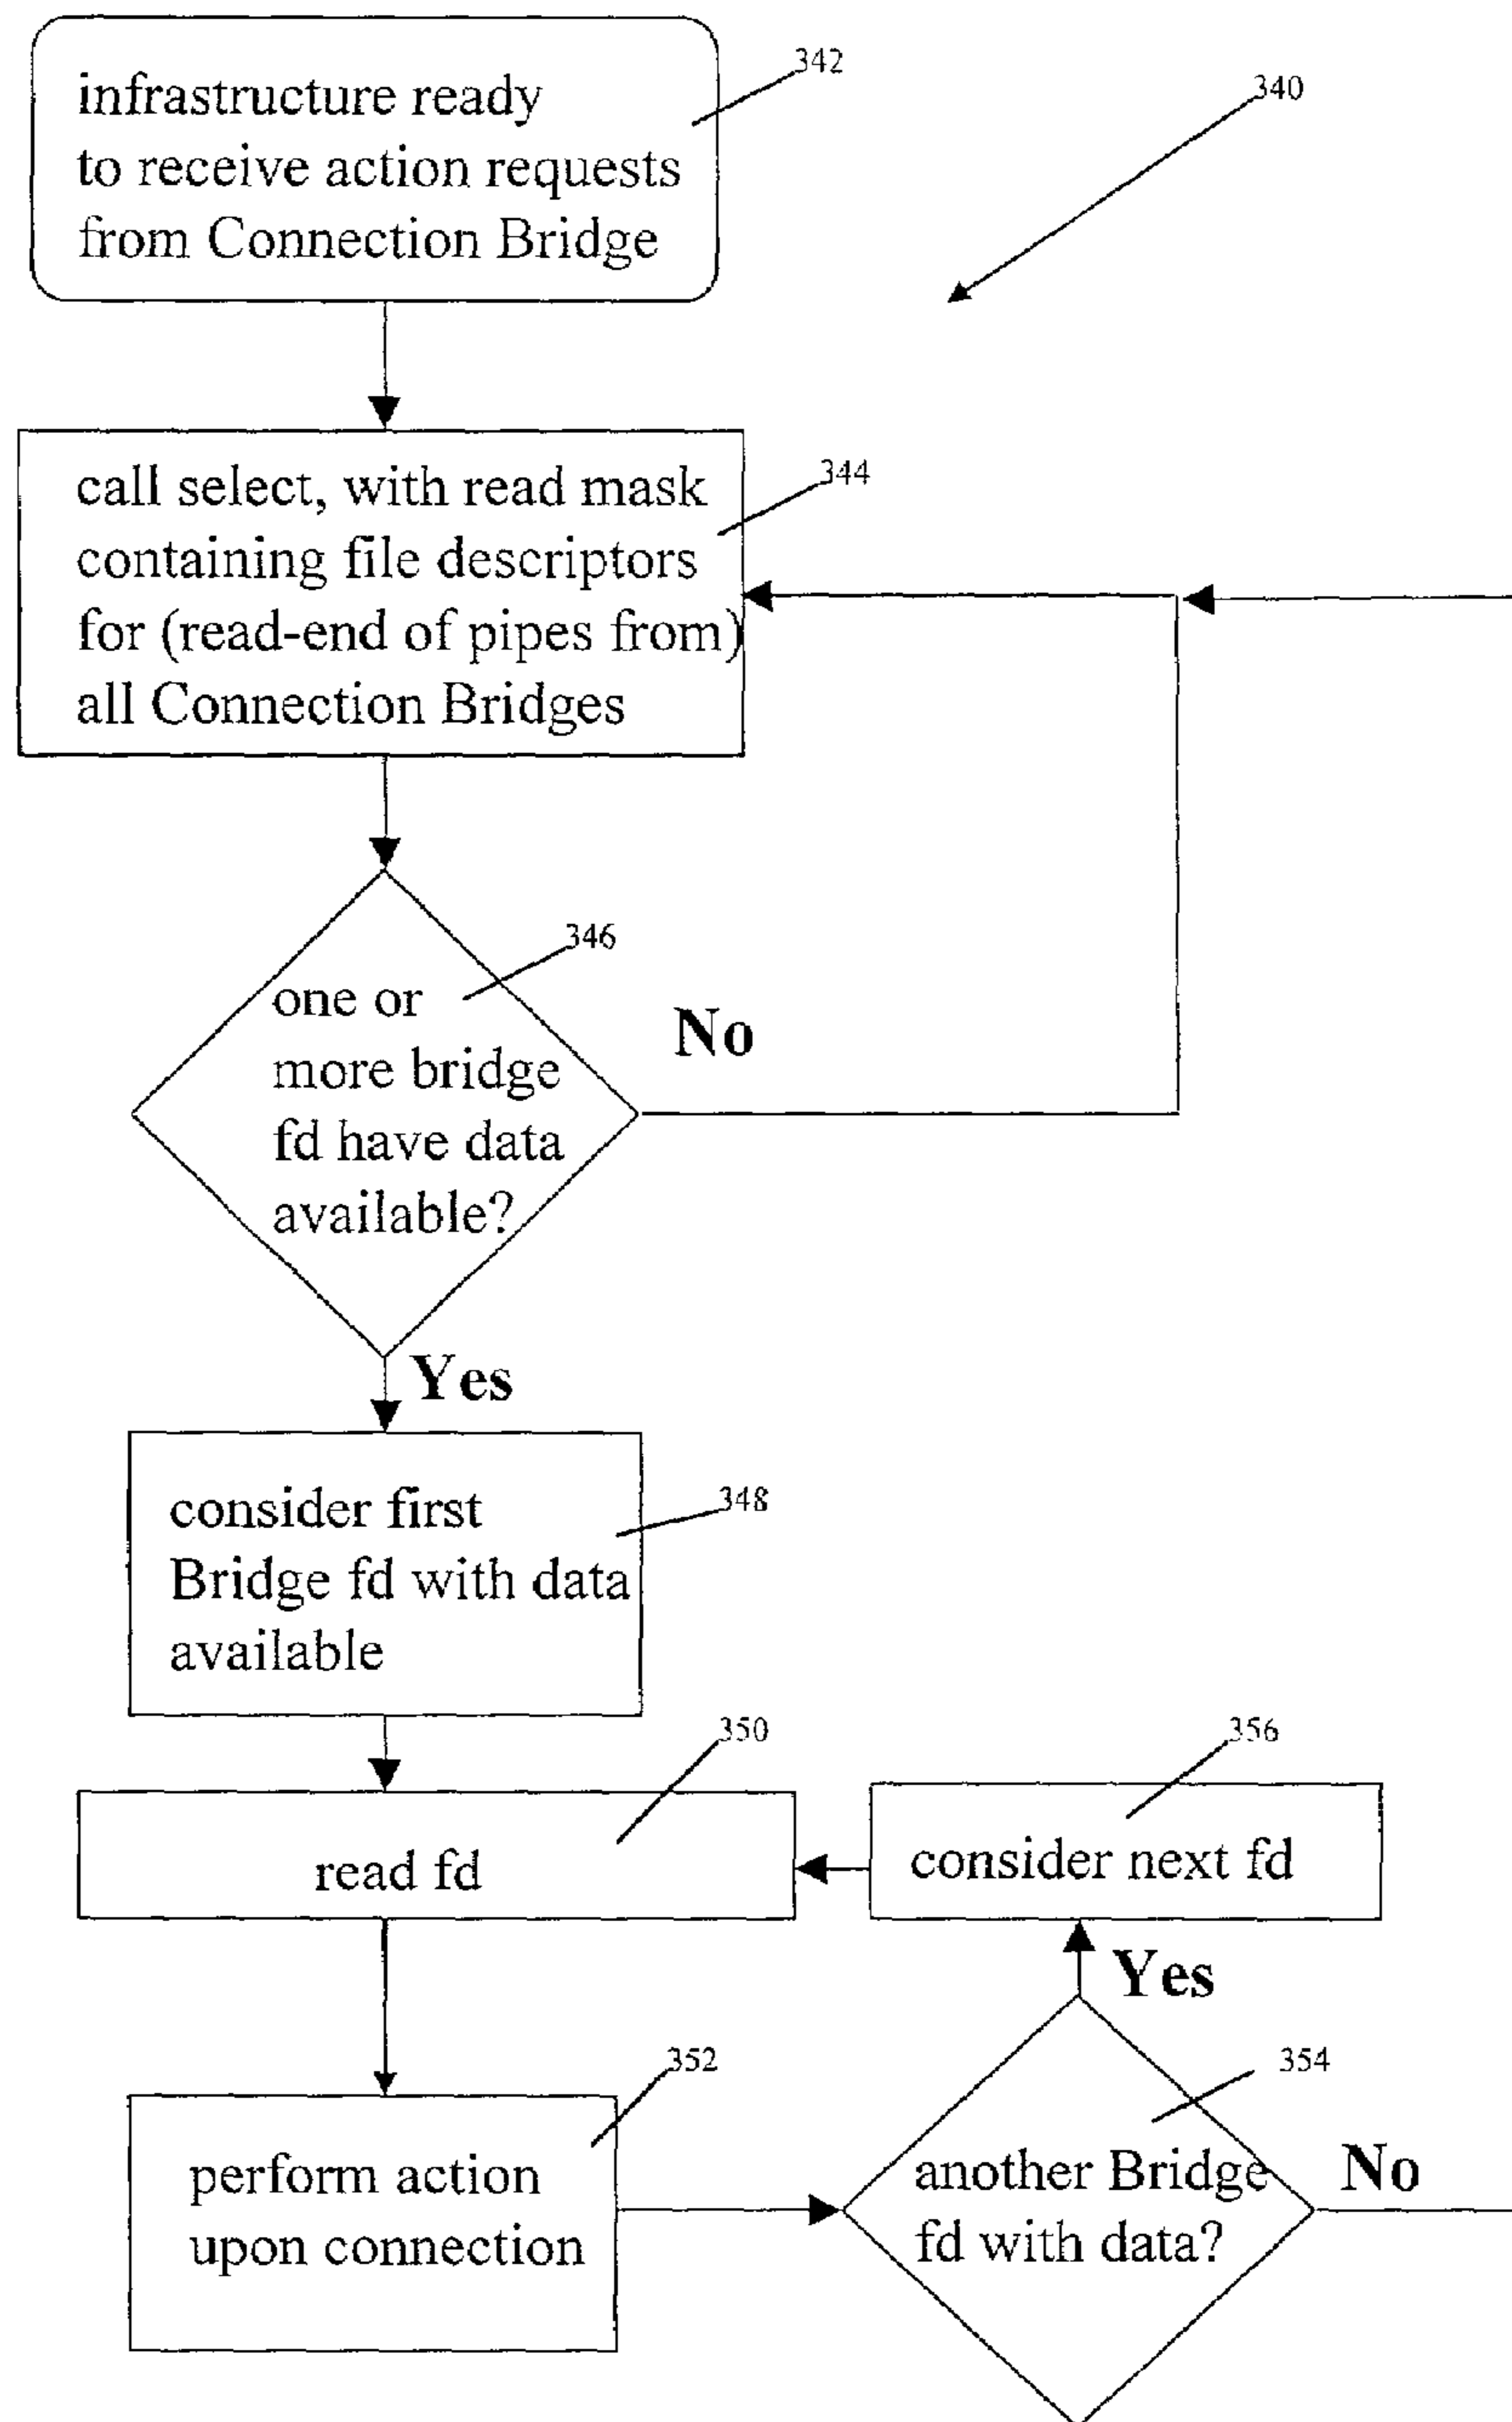 infrastructure ready
to receive action requests
from Connection Bridge
342
340
call select, with read mask
containing file descriptors
for (read-end of pipes from)
all Connection Bridges
344
346
one or
more bridge
fd have data
available?
No
Yes
consider first
Bridge fd with data
available
348
350
read fd
356
consider next fd
Yes
352
perform action
upon connection
354
another Bridge
fd with data?
No